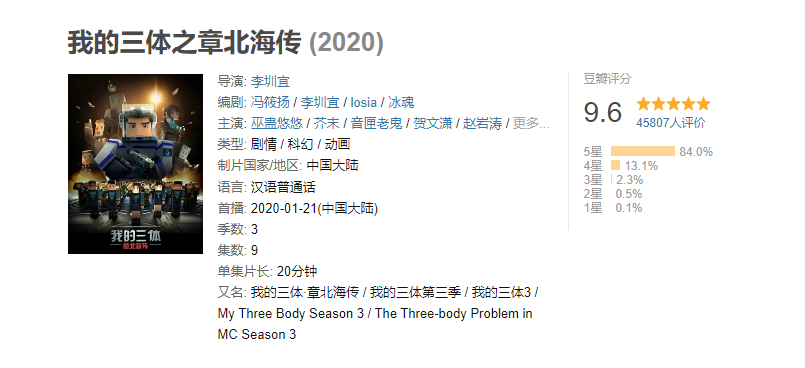 我的三体之章北海传 (2020)
我的三体
章北海传
导演: 李圳宜
编剧: 冯筱扬 / 李圳宜 / losia / 冰魂
主演: 巫蛊悠悠 / 芥末 / 音匣老鬼 / 贺文潇 / 赵岩涛 / 更多...
类型: 剧情 / 科幻 / 动画
制片国家/地区: 中国大陆
语言: 汉语普通话
首播: 2020-01-21(中国大陆)
季数: 3
集数: 9
单集片长: 20分钟
又名: 我的三体·章北海传 / 我的三体第三季 / 我的三体3 /
My Three Body Season 3 / The Three-body Problem in
MC Season 3
豆瓣评分
9.6
45807人评价
5星 84.0%
4星 13.1%
3星 2.3%
2星 0.5%
1星 0.1%